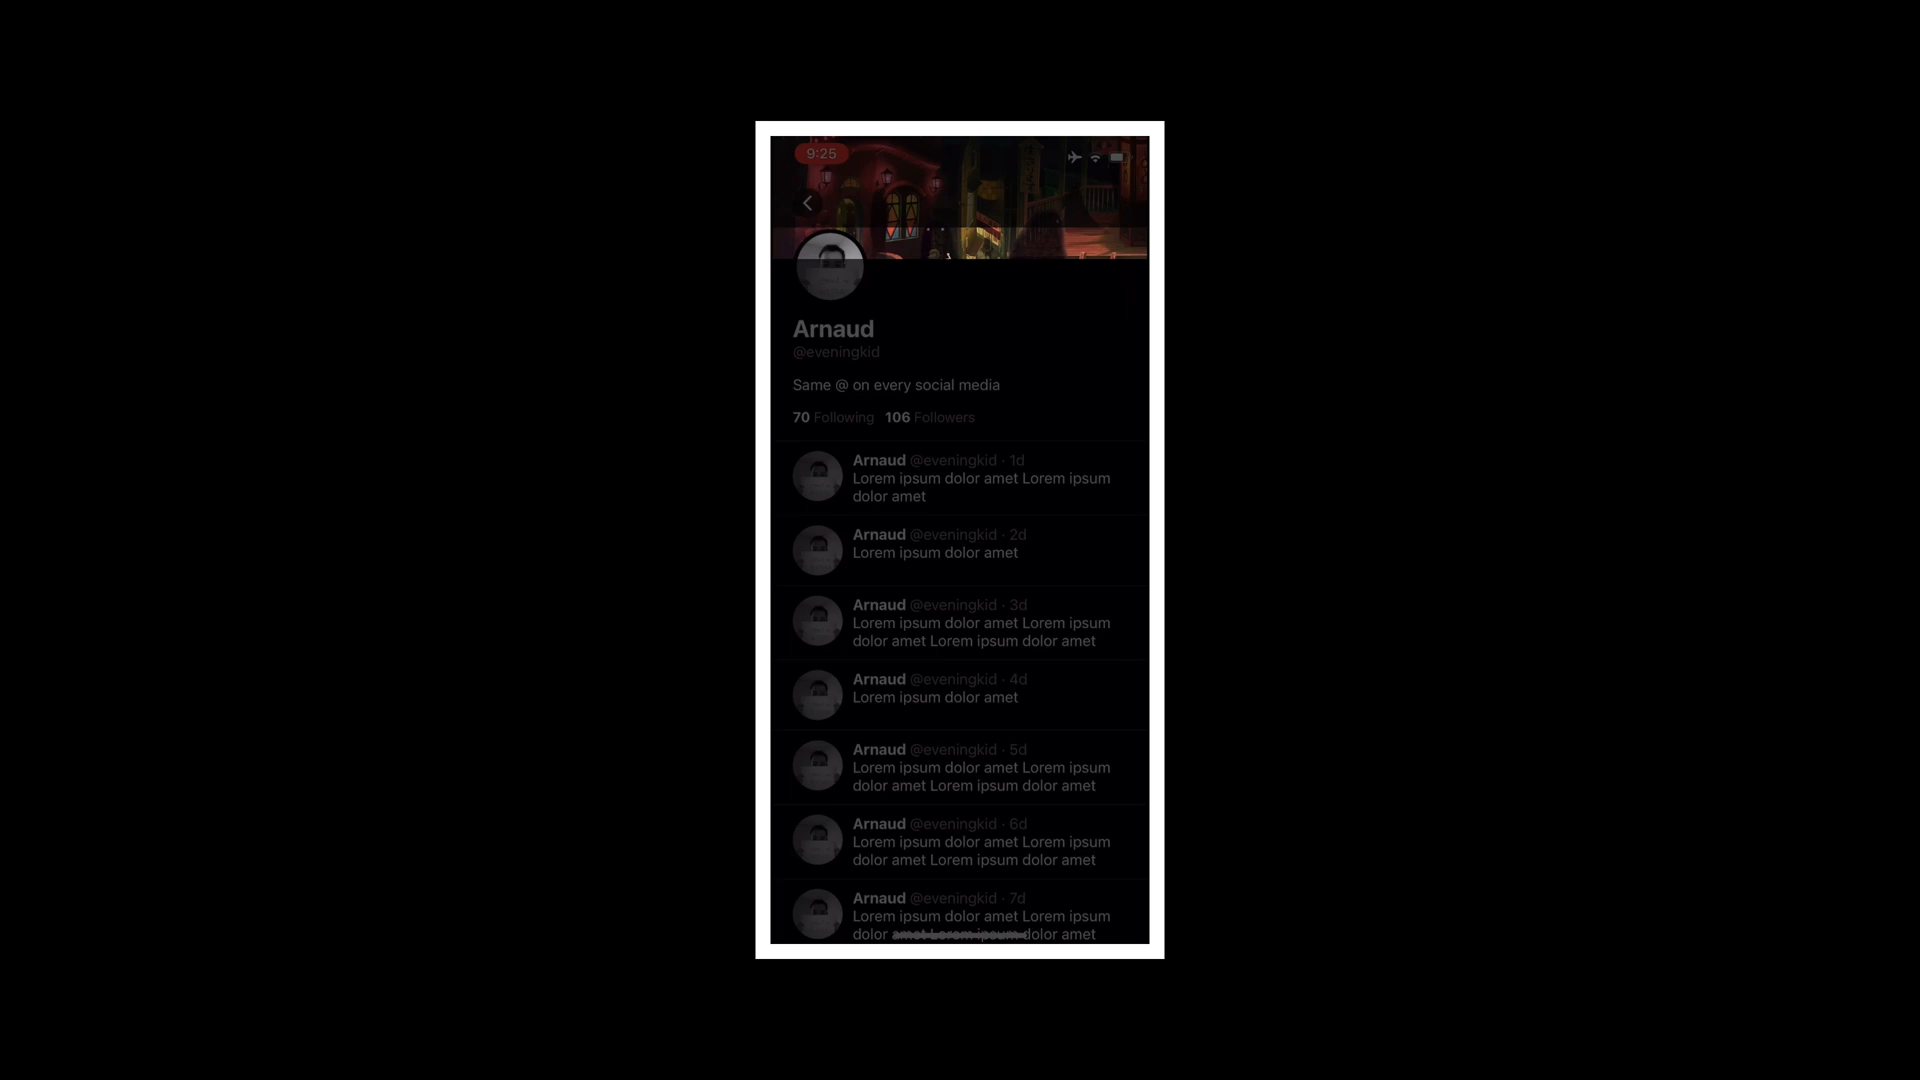 9:25
Arnaud
@eveningkid
Same @ on every social media
70 Following 106 Followers
Arnaud @eveningkid · 1d
Lorem ipsum dolor amet Lorem ipsum
dolor amet
Arnaud @eveningkid · 2d
Lorem ipsum dolor amet
Arnaud @eveningkid · 3d
Lorem ipsum dolor amet Lorem ipsum
dolor amet Lorem ipsum dolor amet
Arnaud @eveningkid · 4d
Lorem ipsum dolor amet
Arnaud @eveningkid · 5d
Lorem ipsum dolor amet Lorem ipsum
dolor amet Lorem ipsum dolor amet
Arnaud @eveningkid · 6d
Lorem ipsum dolor amet Lorem ipsum
dolor amet Lorem ipsum dolor amet
Arnaud @eveningkid · 7d
Lorem ipsum dolor amet Lorem ipsum
dolor amet Lorem ipsum dolor amet